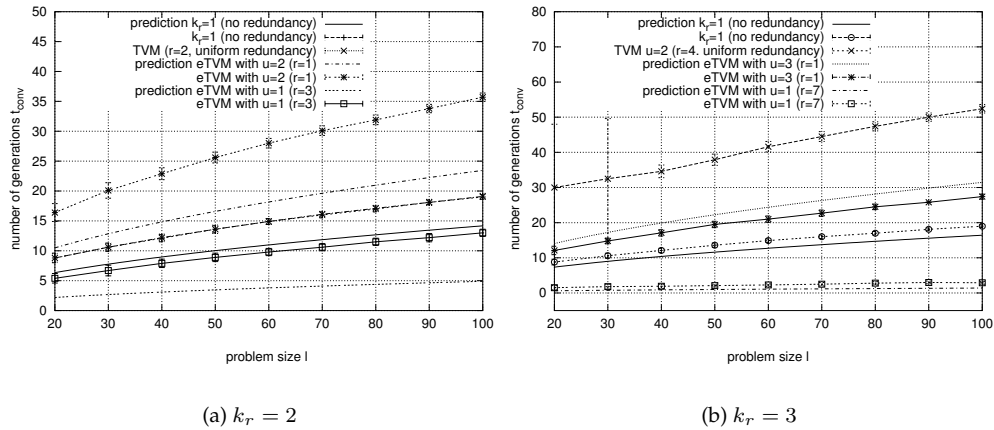 50
45
40
35
30
25
20
15
10
5
0
number of generations t_conv
prediction k_r=1 (no redundancy)
k_r=1 (no redundancy)
TVM (r=2, uniform redundancy)
prediction eTVM with u=2 (r=1)
eTVM with u=2 (r=1)
prediction eTVM with u=1 (r=3)
eTVM with u=1 (r=3)
20 30 40 50 60 70 80 90 100
problem size l
(a) k_r = 2
80
70
60
50
40
30
20
10
0
number of generations t_conv
prediction k_r=1 (no redundancy)
k_r=1 (no redundancy)
TVM u=2 (r=4. uniform redundancy)
prediction eTVM with u=3 (r=1)
eTVM with u=3 (r=1)
prediction eTVM with u=1 (r=7)
eTVM with u=1 (r=7)
20 30 40 50 60 70 80 90 100
problem size l
(b) k_r = 3